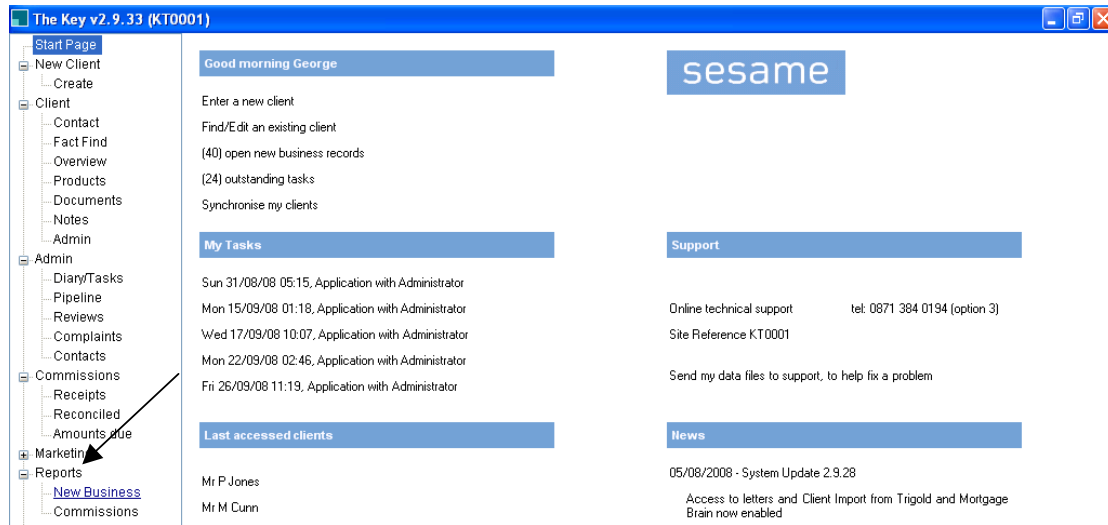 The Key v2.9.33 (KT0001)
Start Page
New Client
Create
Client
Contact
Fact Find
Overview
Products
Documents
Notes
Admin
Admin
Diary/Tasks
Pipeline
Reviews
Complaints
Contacts
Commissions
Receipts
Reconciled
Amounts due
Marketing
Reports
New Business
Commissions
Good morning George
Enter a new client
Find/Edit an existing client
(40) open new business records
(24) outstanding tasks
Synchronise my clients
My Tasks
Sun 31/08/08 05:15, Application with Administrator
Mon 15/09/08 01:18, Application with Administrator
Wed 17/09/08 10:07, Application with Administrator
Mon 22/09/08 02:46, Application with Administrator
Fri 26/09/08 11:19, Application with Administrator
Last accessed clients
Mr P Jones
Mr M Cunn
sesame
Support
Online technical support tel: 0871 384 0194 (option 3)
Site Reference KT0001
Send my data files to support, to help fix a problem
News
05/08/2008 - System Update 2.9.28
Access to letters and Client Import from Trigold and Mortgage
Brain now enabled